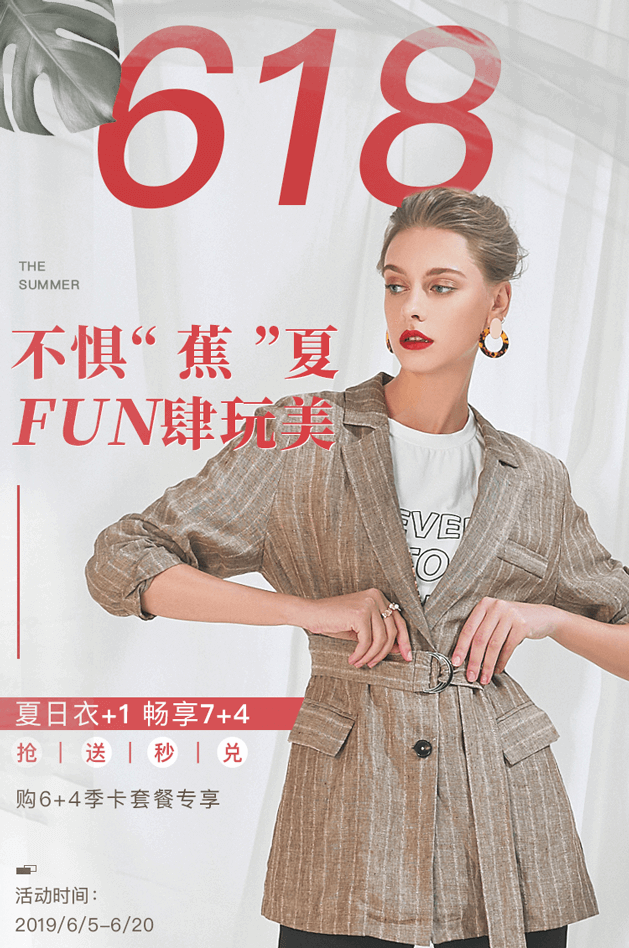 618
THE
SUMMER
不惧“蕉”夏
FUN肆玩美
夏日衣+1 畅享7+4
抢 | 送 | 秒 | 兑
购6+4季卡套餐专享
活动时间：
2019/6/5-6/20
EVE
TO